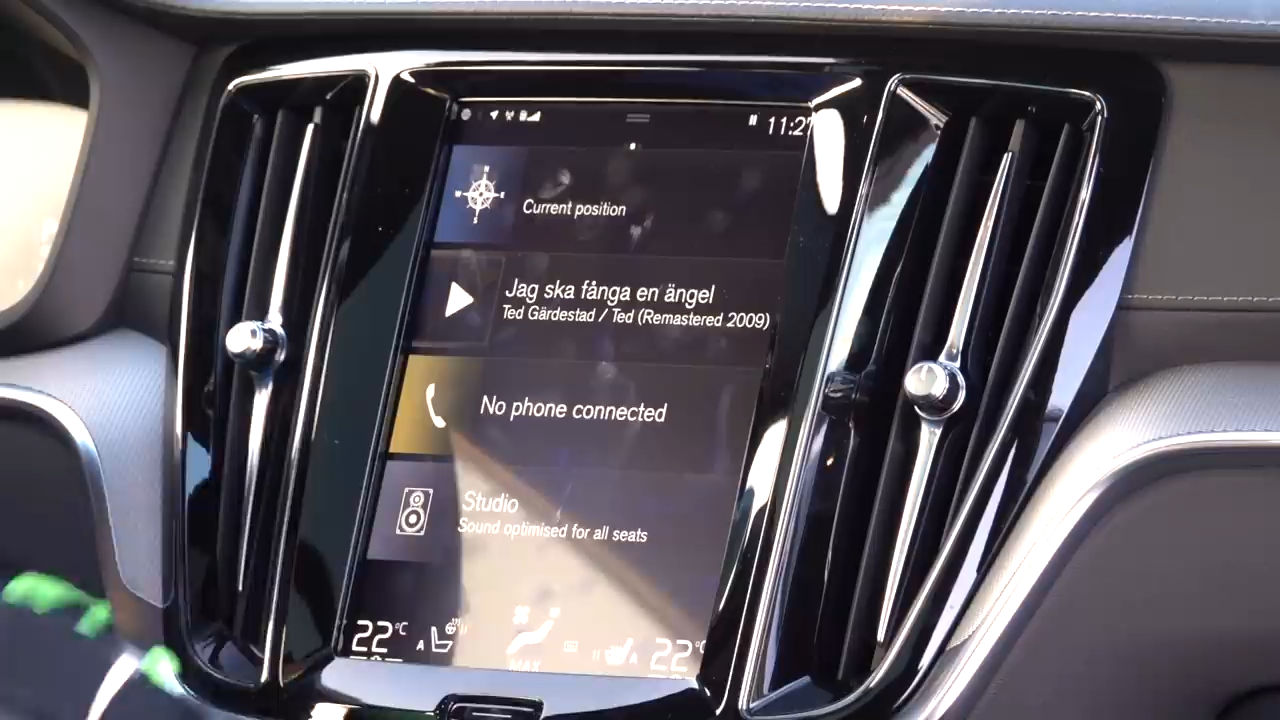 11:27
N
W E
S
Current position
Jag ska fånga en ängel
Ted Gärdestad / Ted (Remastered 2009)
No phone connected
Studio
Sound optimised for all seats
22°C A A 22°C
MAX